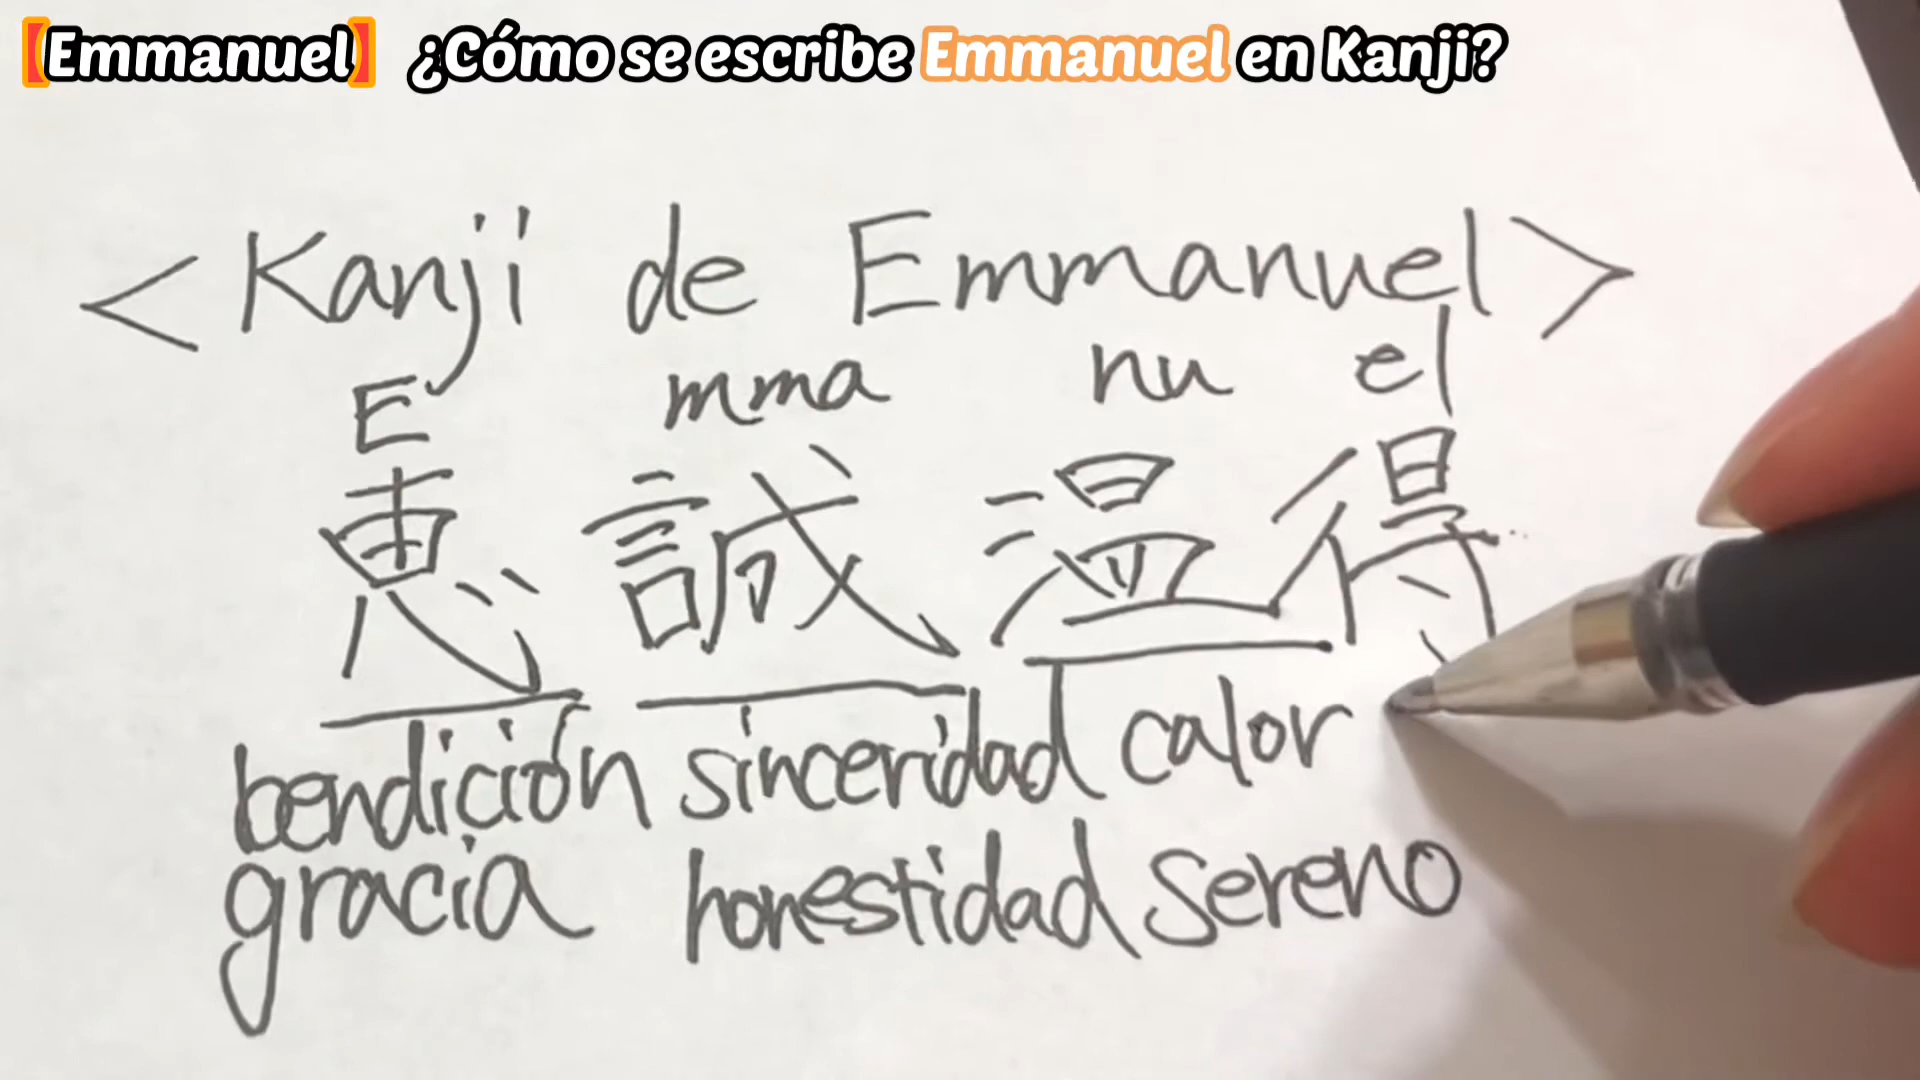 【Emmanuel】 ¿Cómo se escribe Emmanuel en Kanji?
<Kanji de Emmanuel>
E mma nu el
恵 誠 温 得
bendición sinceridad calor
gracia honestidad sereno